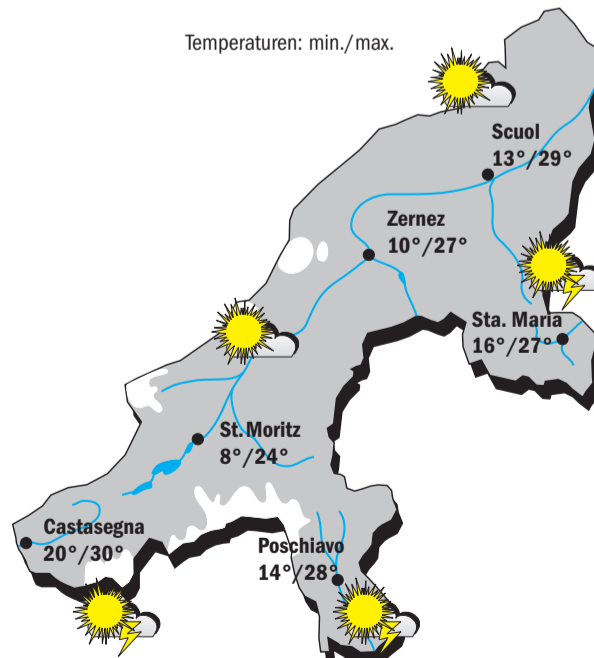 Temperaturen: min./max.
Scuol
13°/29°
Zernez
10°/27°
Sta. Maria
16°/27°
St. Moritz
8°/24°
Castasegna
20°/30°
Poschiavo
14°/28°